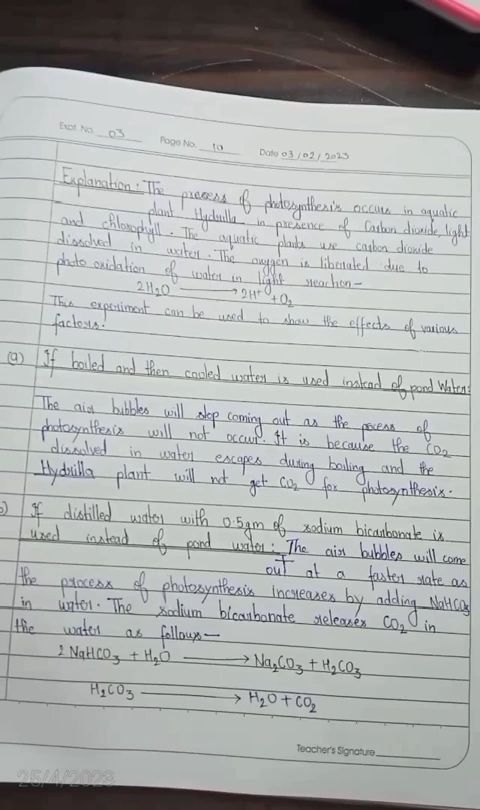 Expt. No. 03
Page No. 10
Date 03/02/2023
Explanation: The process of photosynthesis occurs in aquatic
plant Hydrilla in presence of Carbon dioxide, light
and chlorophyll. The aquatic plants use carbon dioxide
dissolved in water. The oxygen is liberated due to
photo oxidation of water in light reaction-
2H₂O → 2H⁺ + O₂
This experiment can be used to show the effects of various
factors.
(a) If boiled and then cooled water is used instead of pond water:
The air bubbles will stop coming out as the pocess of
photosynthesis will not occur. It is because the CO₂
dissolved in water escapes during boiling and the
Hydrilla plant will not get CO₂ for photosynthesis.
) If distilled water with 0.5gm of sodium bicarbonate is
used instead of pond water: The air bubbles will come
out at a faster rate as
the process of photosynthesis increases by adding NaHCO₃
in water. The sodium bicarbonate releases CO₂ in
the water as follows-
2 NaHCO₃ + H₂O → Na₂CO₃ + H₂CO₃
H₂CO₃ → H₂O + CO₂
Teacher's Signature
25/4/2023